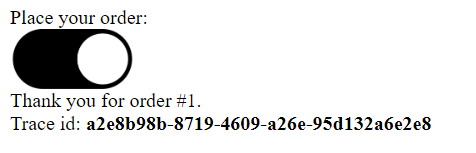 Place your order:
Thank you for order #1.
Trace id: a2e8b98b-8719-4609-a26e-95d132a6e2e8